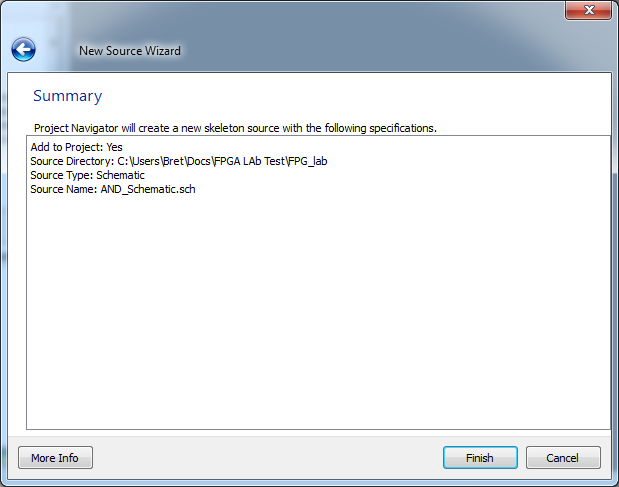 New Source Wizard
Summary
Project Navigator will create a new skeleton source with the following specifications.
Add to Project: Yes
Source Directory: C:\Users\Bret\Docs\FPGA LAb Test\FPG_lab
Source Type: Schematic
Source Name: AND_Schematic.sch
More Info
Finish
Cancel